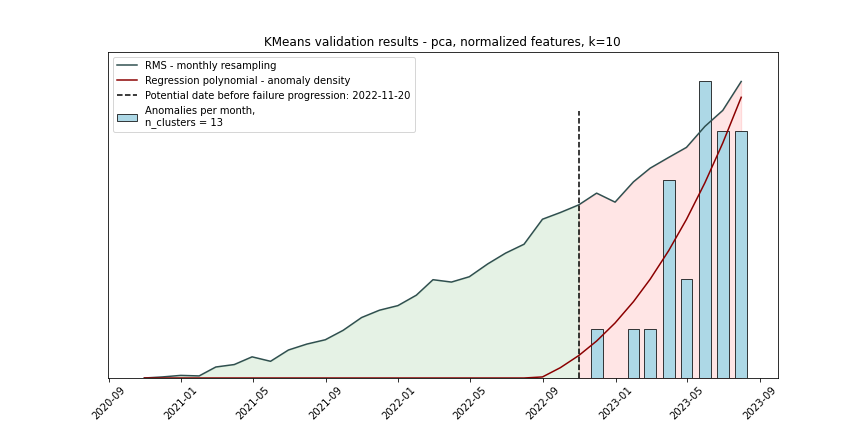 KMeans validation results - pca, normalized features, k=10
RMS - monthly resampling
Regression polynomial - anomaly density
Potential date before failure progression: 2022-11-20
Anomalies per month,
n_clusters = 13
2020-09
2021-01
2021-05
2021-09
2022-01
2022-05
2022-09
2023-01
2023-05
2023-09